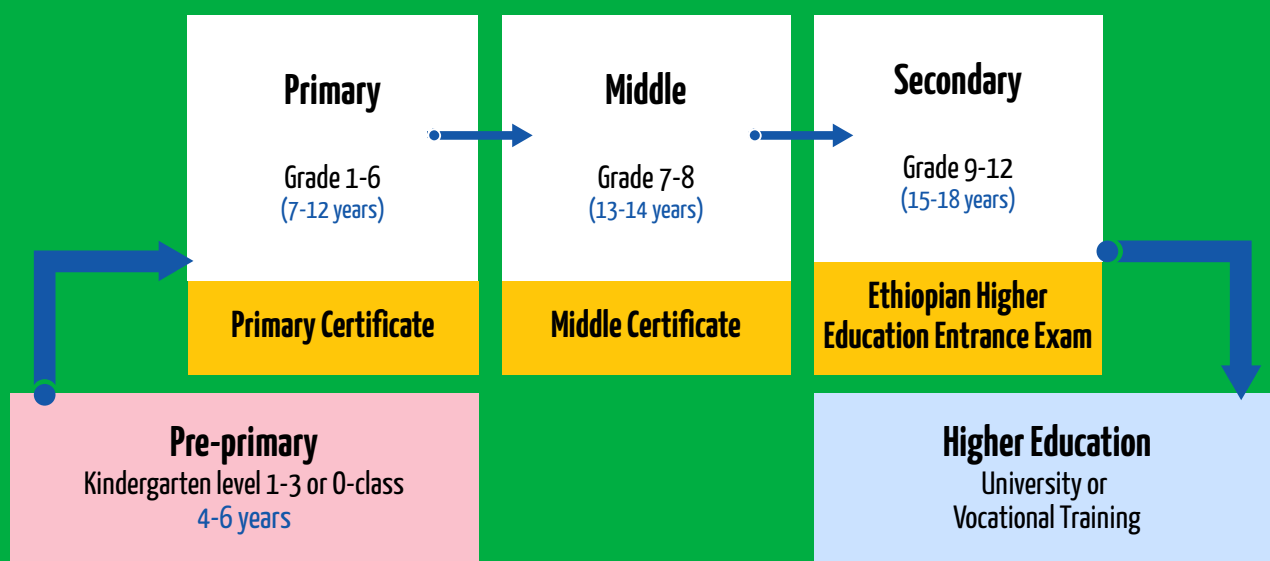 Primary
Grade 1-6
(7-12 years)
Primary Certificate
Middle
Grade 7-8
(13-14 years)
Middle Certificate
Secondary
Grade 9-12
(15-18 years)
Ethiopian Higher
Education Entrance Exam
Pre-primary
Kindergarten level 1-3 or 0-class
4-6 years
Higher Education
University or
Vocational Training